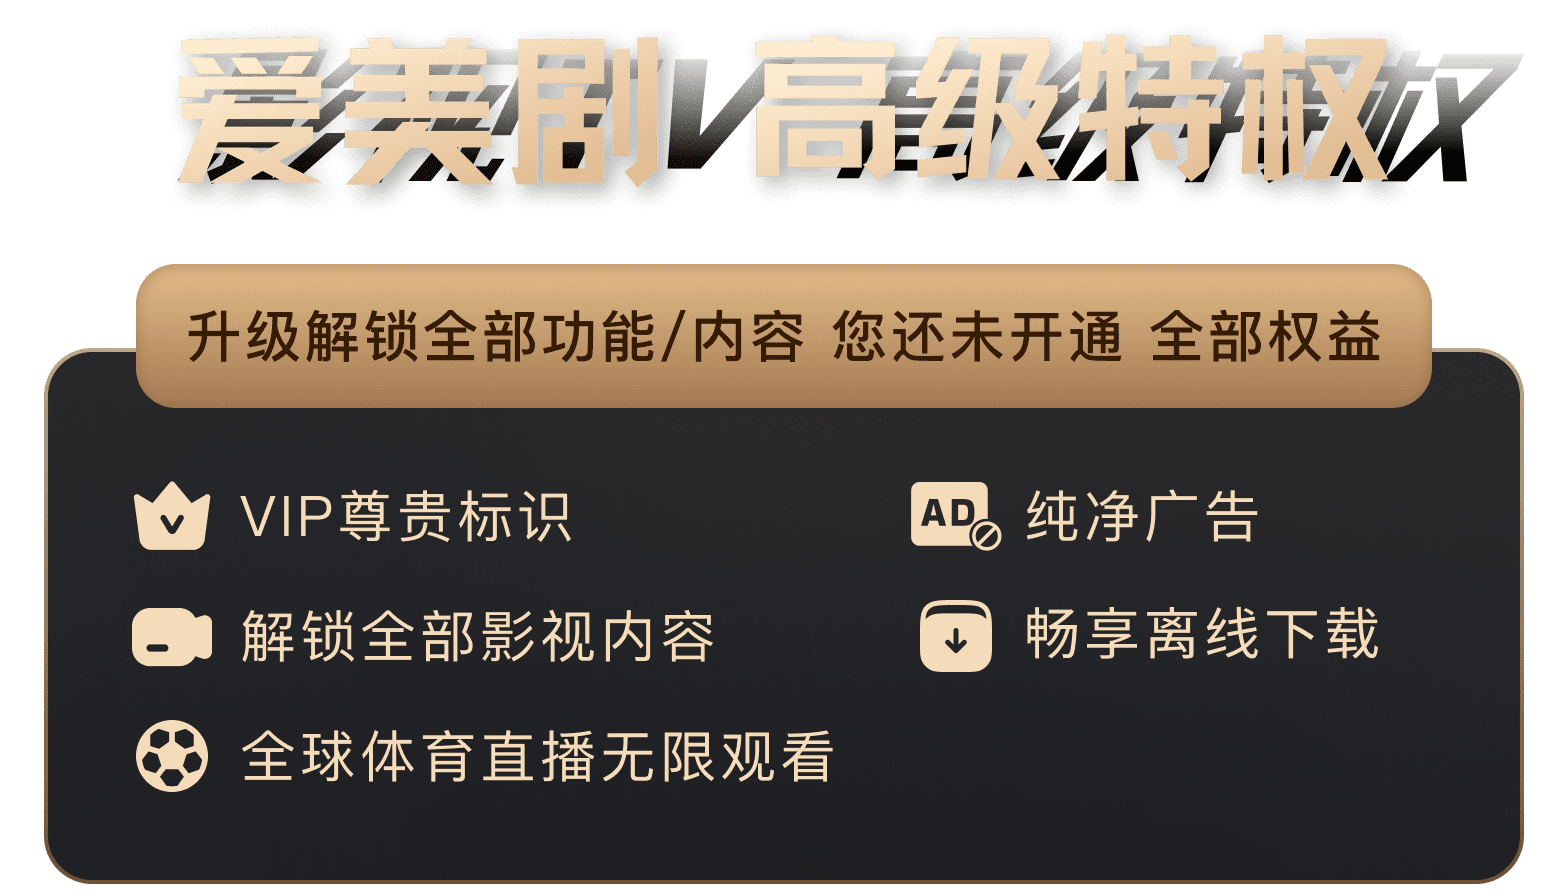 爱美剧 高级特权
升级解锁全部功能/内容 您还未开通 全部权益
VIP尊贵标识
纯净广告
解锁全部影视内容
畅享离线下载
全球体育直播无限观看
AD